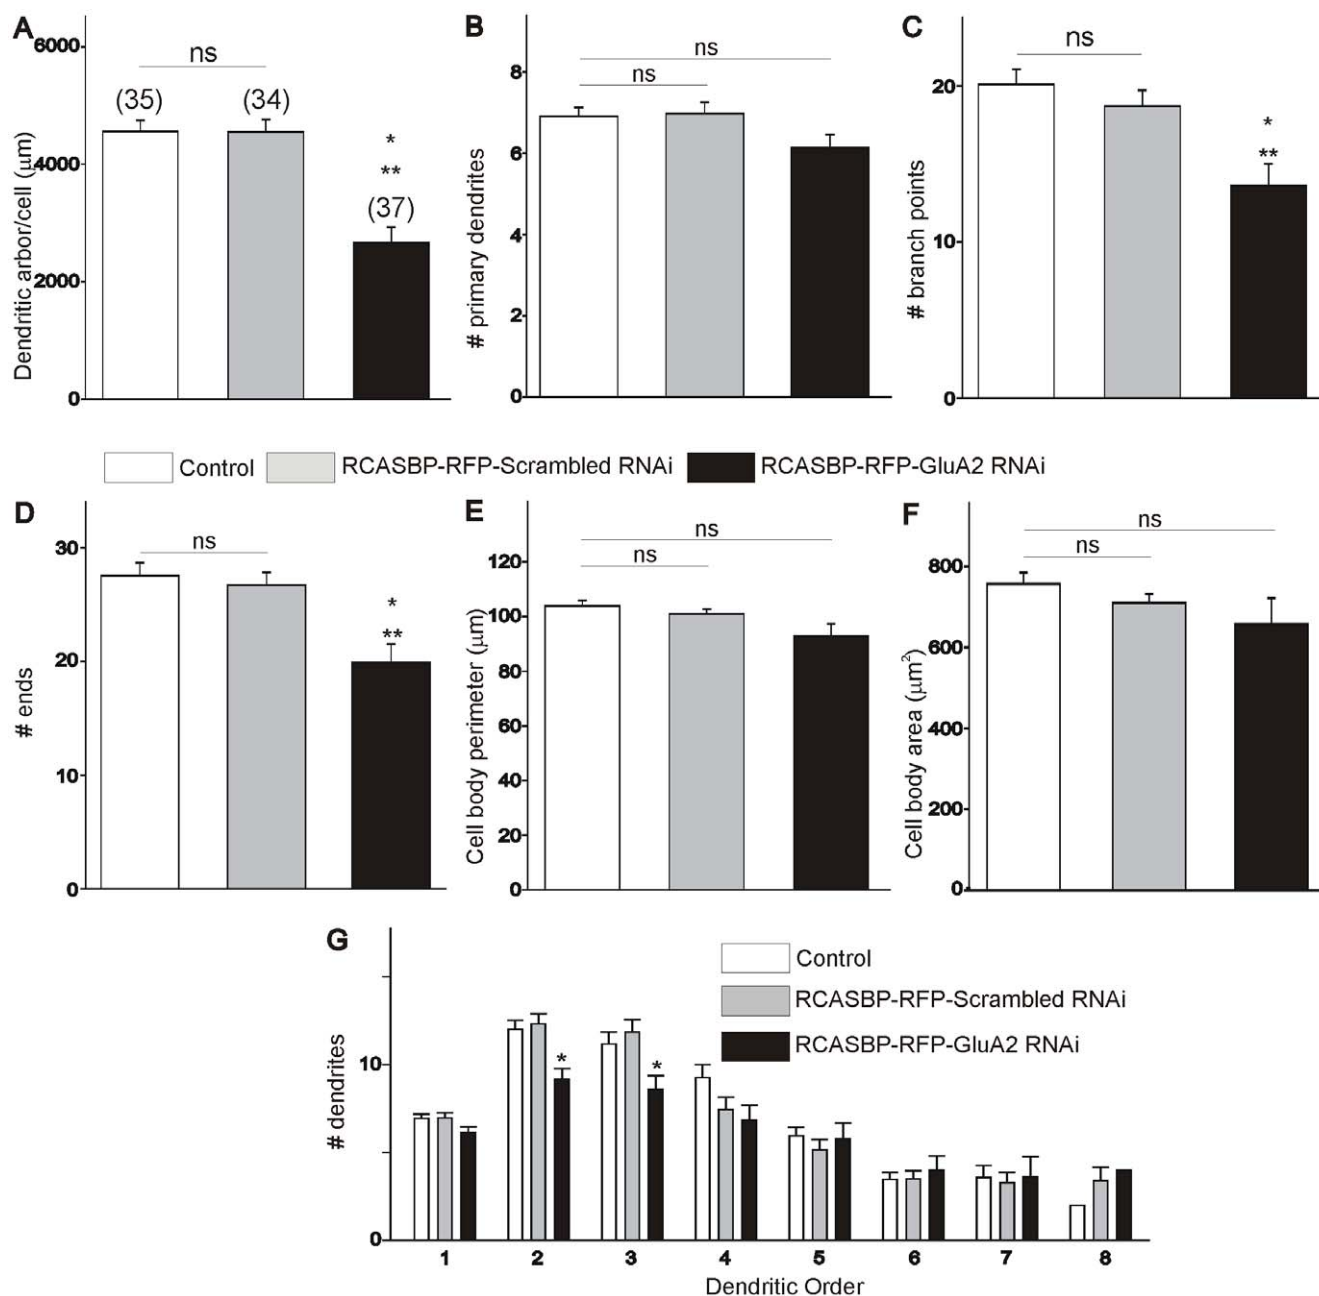 A
6000
4000
2000
0
Dendritic arbor/cell (μm)
ns
(35)
(34)
*
**
(37)
B
8
6
4
2
0
# primary dendrites
ns
ns
C
20
10
0
# branch points
ns
*
**
Control
RCASBP-RFP-Scrambled RNAi
RCASBP-RFP-GluA2 RNAi
D
30
20
10
0
# ends
ns
*
**
E
120
100
80
60
40
20
0
Cell body perimeter (μm)
ns
ns
F
800
600
400
200
0
Cell body area (μm²)
ns
ns
G
10
0
# dendrites
Control
RCASBP-RFP-Scrambled RNAi
RCASBP-RFP-GluA2 RNAi
*
*
1 2 3 4 5 6 7 8
Dendritic Order